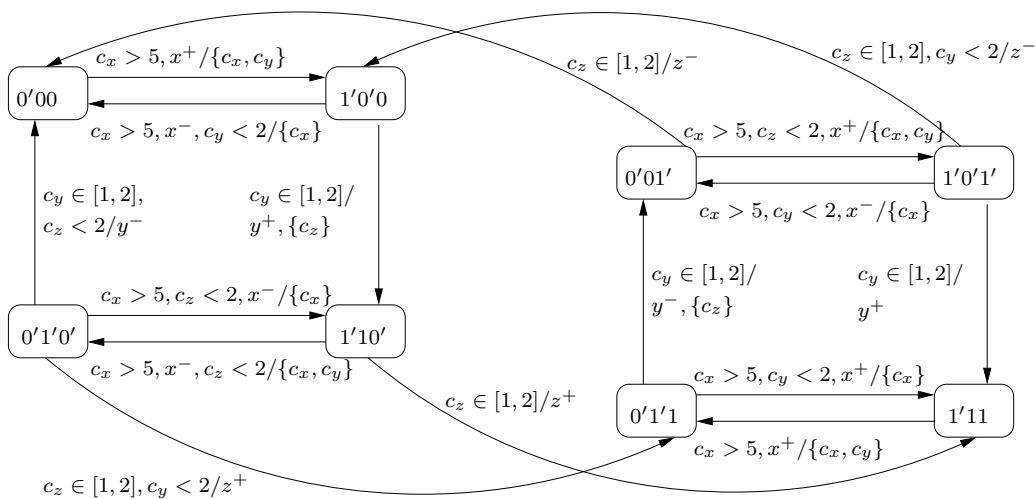 c_z ∈ [1, 2], c_y < 2/z⁻
c_x > 5, x⁺/{c_x, c_y}
c_z ∈ [1, 2]/z⁻
0'00
1'0'0
c_x > 5, x⁻, c_y < 2/{c_x}
c_x > 5, c_z < 2, x⁺/{c_x, c_y}
0'01'
1'0'1'
c_y ∈ [1, 2],
c_z < 2/y⁻
c_y ∈ [1, 2]/
y⁺, {c_z}
c_x > 5, c_y < 2, x⁻/{c_x}
c_y ∈ [1, 2]/
y⁻, {c_z}
c_y ∈ [1, 2]/
y⁺
c_x > 5, c_z < 2, x⁻/{c_x}
0'1'0'
1'10'
c_x > 5, x⁻, c_z < 2/{c_x, c_y}
c_x > 5, c_y < 2, x⁺/{c_x}
c_z ∈ [1, 2]/z⁺
0'1'1
1'11
c_x > 5, x⁺/{c_x, c_y}
c_z ∈ [1, 2], c_y < 2/z⁺